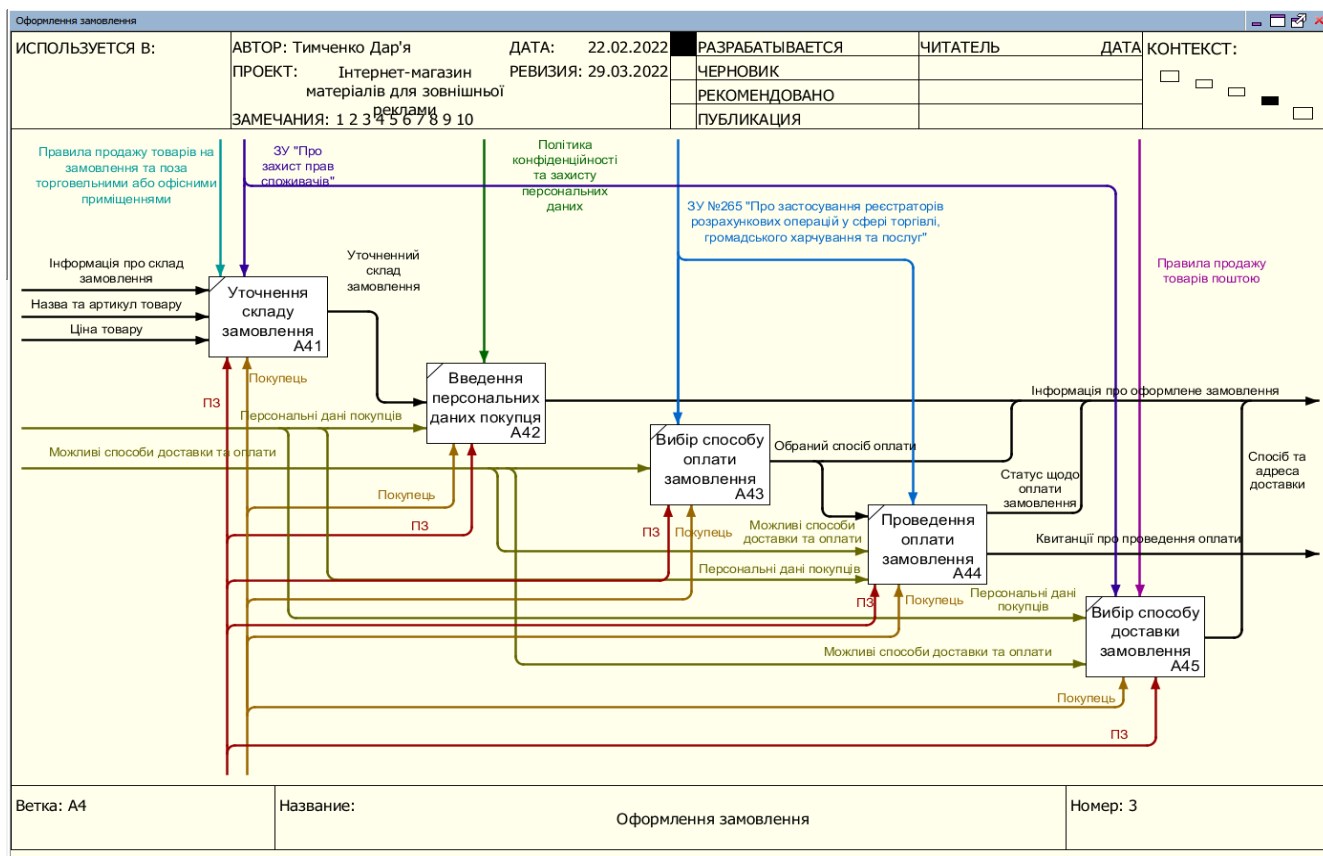 Оформлення замовлення
ИСПОЛЬЗУЕТСЯ В:
АВТОР: Тимченко Дар'я
ДАТА: 22.02.2022
ПРОЕКТ: Інтернет-магазин
матеріалів для зовнішньої
реклами
РЕВИЗИЯ: 29.03.2022
ЗАМЕЧАНИЯ: 1 2 3 4 5 6 7 8 9 10
РАЗРАБАТЫВАЕТСЯ
ЧЕРНОВИК
РЕКОМЕНДОВАНО
ПУБЛИКАЦИЯ
ЧИТАТЕЛЬ
ДАТА
КОНТЕКСТ:
Правила продажу товарів на
замовлення та поза
торговельними або офісними
приміщеннями
ЗУ "Про
захист прав
споживачів"
Політика
конфіденційності
та захисту
персональних
даних
ЗУ №265 "Про застосування реєстраторів
розрахункових операцій у сфері торгівлі,
громадського харчування та послуг"
Правила продажу
товарів поштою
Інформація про склад
замовлення
Назва та артикул товару
Ціна товару
Уточнення
складу
замовлення
A41
Уточненний
склад
замовлення
Покупець
ПЗ
Персональні дані покупців
Можливі способи доставки та оплати
Введення
персональних
даних покупця
A42
Інформація про оформлене замовлення
Покупець
ПЗ
Вибір способу
оплати
замовлення
A43
Обраний спосіб оплати
ПЗ
Покупець
Статус щодо
оплати
замовлення
Спосіб та
адреса
доставки
Можливі способи
доставки та оплати
Персональні дані покупців
Проведення
оплати
замовлення
A44
Квитанції про проведення оплати
ПЗ
Покупець
Персональні дані
покупців
Можливі способи доставки та оплати
Вибір способу
доставки
замовлення
A45
Покупець
ПЗ
Ветка: A4
Название:
Оформлення замовлення
Номер: 3